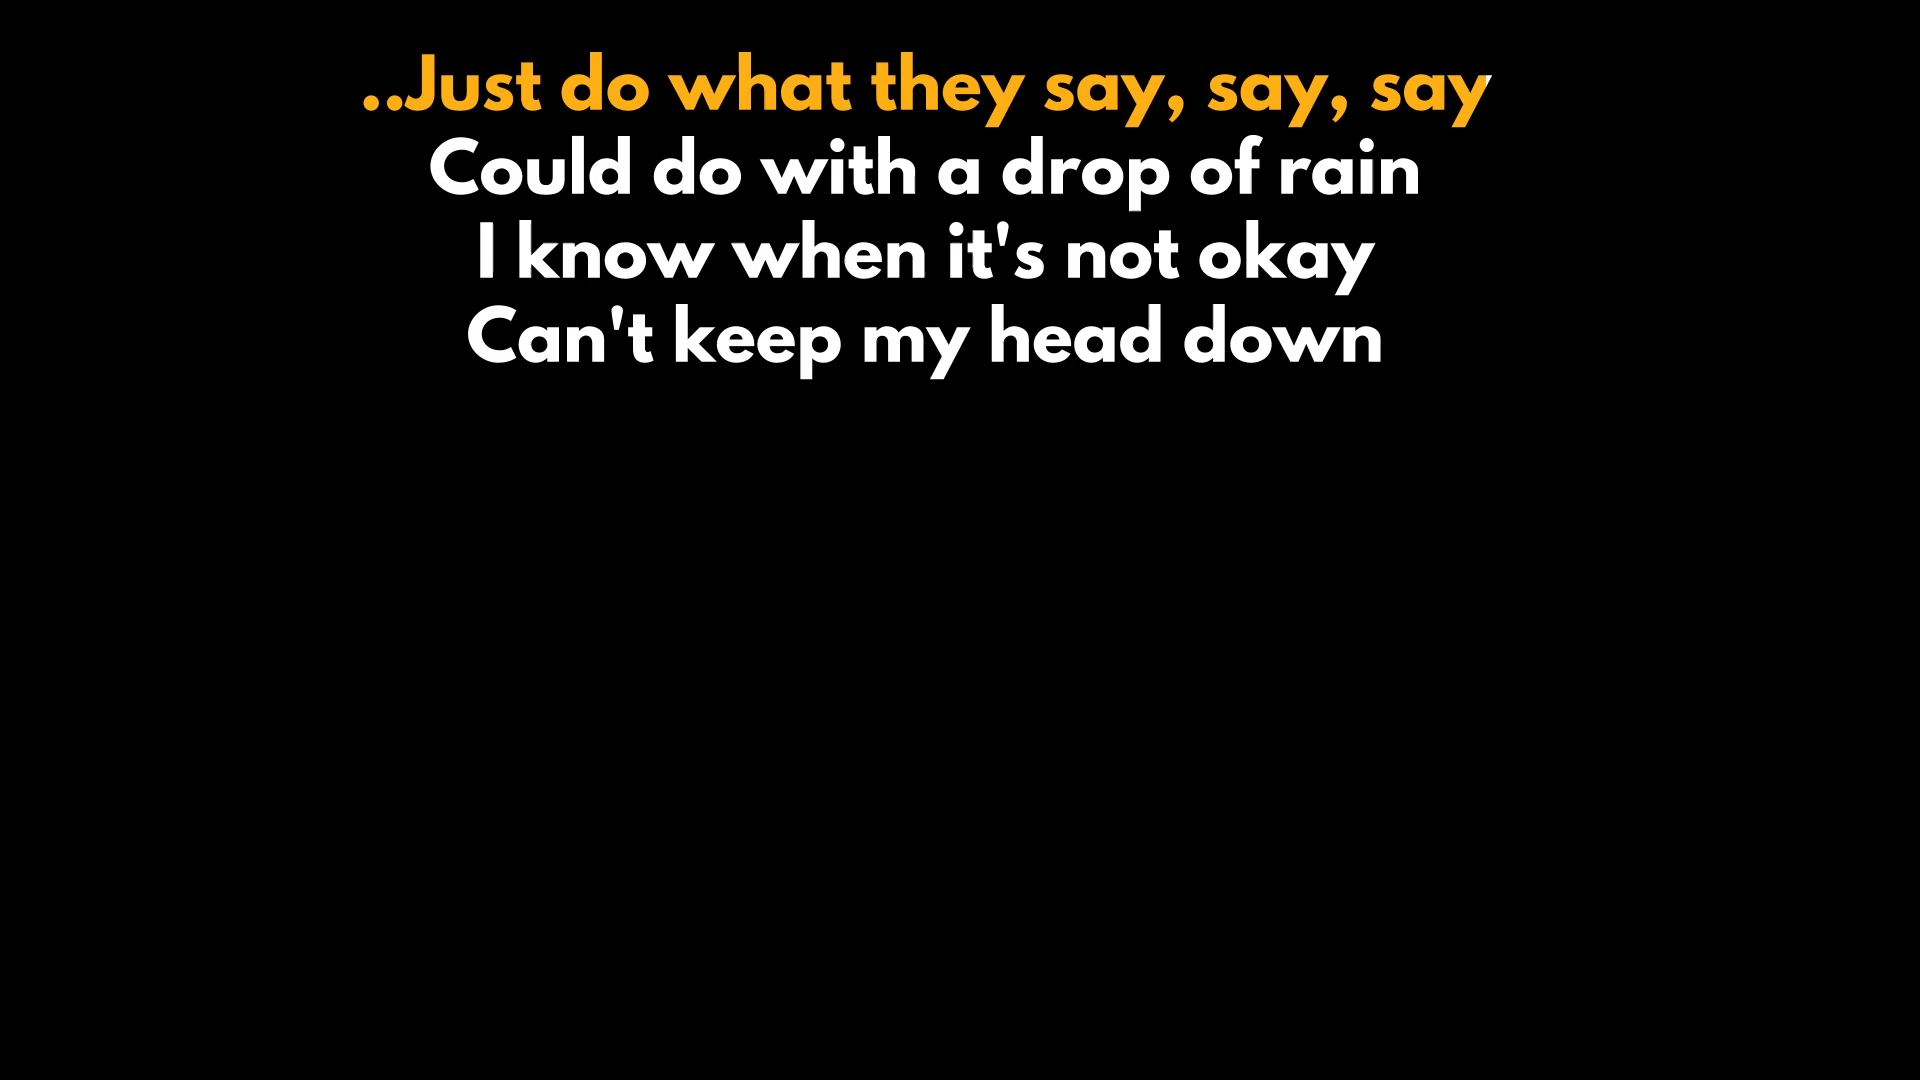 ..Just do what they say, say, say
Could do with a drop of rain
I know when it's not okay
Can't keep my head down